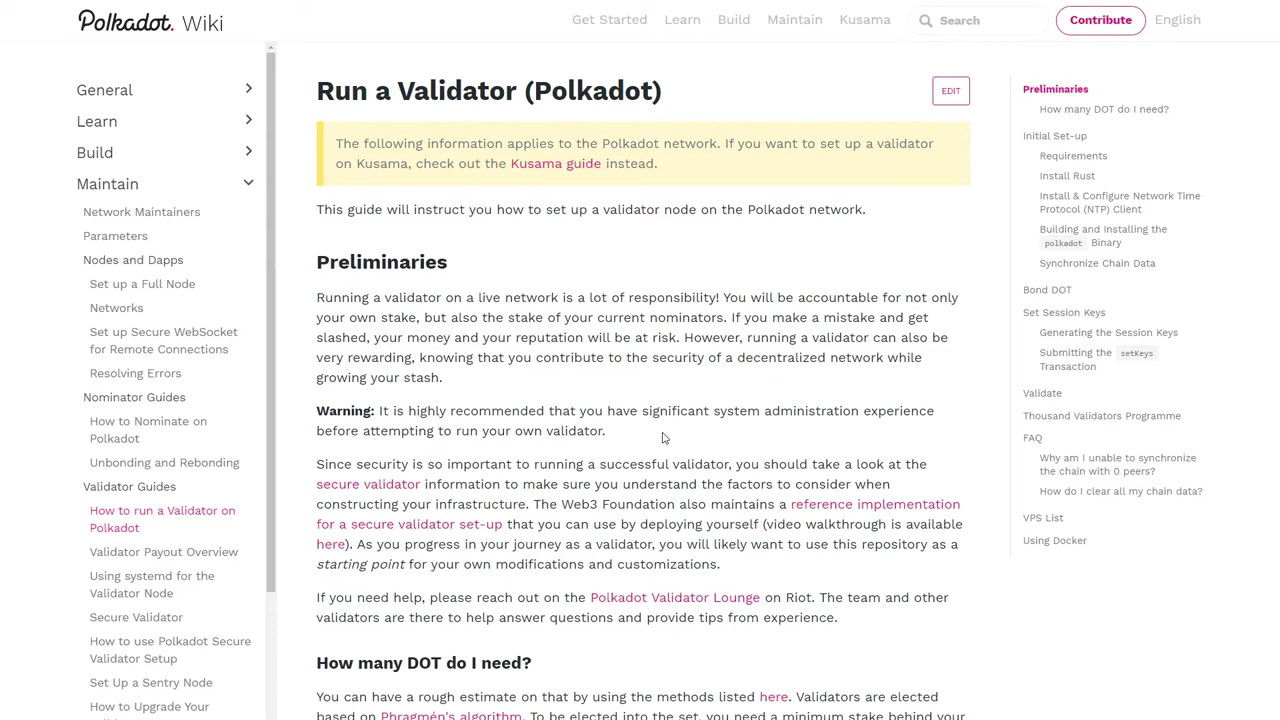 Polkadot. Wiki
Get Started Learn Build Maintain Kusama Search Contribute English
General
Learn
Build
Maintain
Network Maintainers
Parameters
Nodes and Dapps
Set up a Full Node
Networks
Set up Secure WebSocket
for Remote Connections
Resolving Errors
Nominator Guides
How to Nominate on
Polkadot
Unbonding and Rebonding
Validator Guides
How to run a Validator on
Polkadot
Validator Payout Overview
Using systemd for the
Validator Node
Secure Validator
How to use Polkadot Secure
Validator Setup
Set Up a Sentry Node
How to Upgrade Your
Run a Validator (Polkadot)
EDIT
The following information applies to the Polkadot network. If you want to set up a validator
on Kusama, check out the Kusama guide instead.
This guide will instruct you how to set up a validator node on the Polkadot network.
Preliminaries
Running a validator on a live network is a lot of responsibility! You will be accountable for not only
your own stake, but also the stake of your current nominators. If you make a mistake and get
slashed, your money and your reputation will be at risk. However, running a validator can also be
very rewarding, knowing that you contribute to the security of a decentralized network while
growing your stash.
Warning: It is highly recommended that you have significant system administration experience
before attempting to run your own validator.
Since security is so important to running a successful validator, you should take a look at the
secure validator information to make sure you understand the factors to consider when
constructing your infrastructure. The Web3 Foundation also maintains a reference implementation
for a secure validator set-up that you can use by deploying yourself (video walkthrough is available
here). As you progress in your journey as a validator, you will likely want to use this repository as a
starting point for your own modifications and customizations.
If you need help, please reach out on the Polkadot Validator Lounge on Riot. The team and other
validators are there to help answer questions and provide tips from experience.
How many DOT do I need?
You can have a rough estimate on that by using the methods listed here. Validators are elected
based on Phragmén's algorithm. To be elected into the set, you need a minimum stake behind your
Preliminaries
How many DOT do I need?
Initial Set-up
Requirements
Install Rust
Install & Configure Network Time
Protocol (NTP) Client
Building and Installing the
polkadot Binary
Synchronize Chain Data
Bond DOT
Set Session Keys
Generating the Session Keys
Submitting the setKeys
Transaction
Validate
Thousand Validators Programme
FAQ
Why am I unable to synchronize
the chain with 0 peers?
How do I clear all my chain data?
VPS List
Using Docker